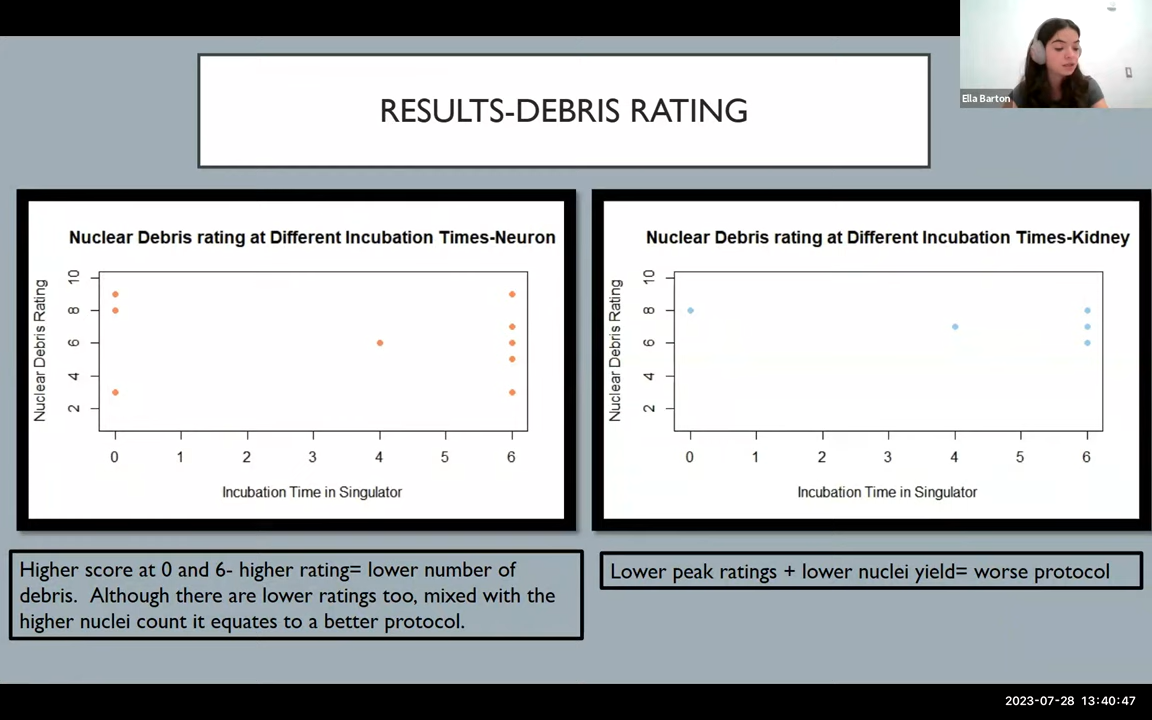 Ella Barton
RESULTS-DEBRIS RATING
Nuclear Debris rating at Different Incubation Times-Neuron
Nuclear Debris Rating
10
8
6
4
2
0 1 2 3 4 5 6
Incubation Time in Singulator
Nuclear Debris rating at Different Incubation Times-Kidney
Nuclear Debris Rating
10
8
6
4
2
0 1 2 3 4 5 6
Incubation Time in Singulator
Higher score at 0 and 6- higher rating= lower number of
debris.  Although there are lower ratings too, mixed with the
higher nuclei count it equates to a better protocol.
Lower peak ratings + lower nuclei yield= worse protocol
2023-07-28 13:40:47